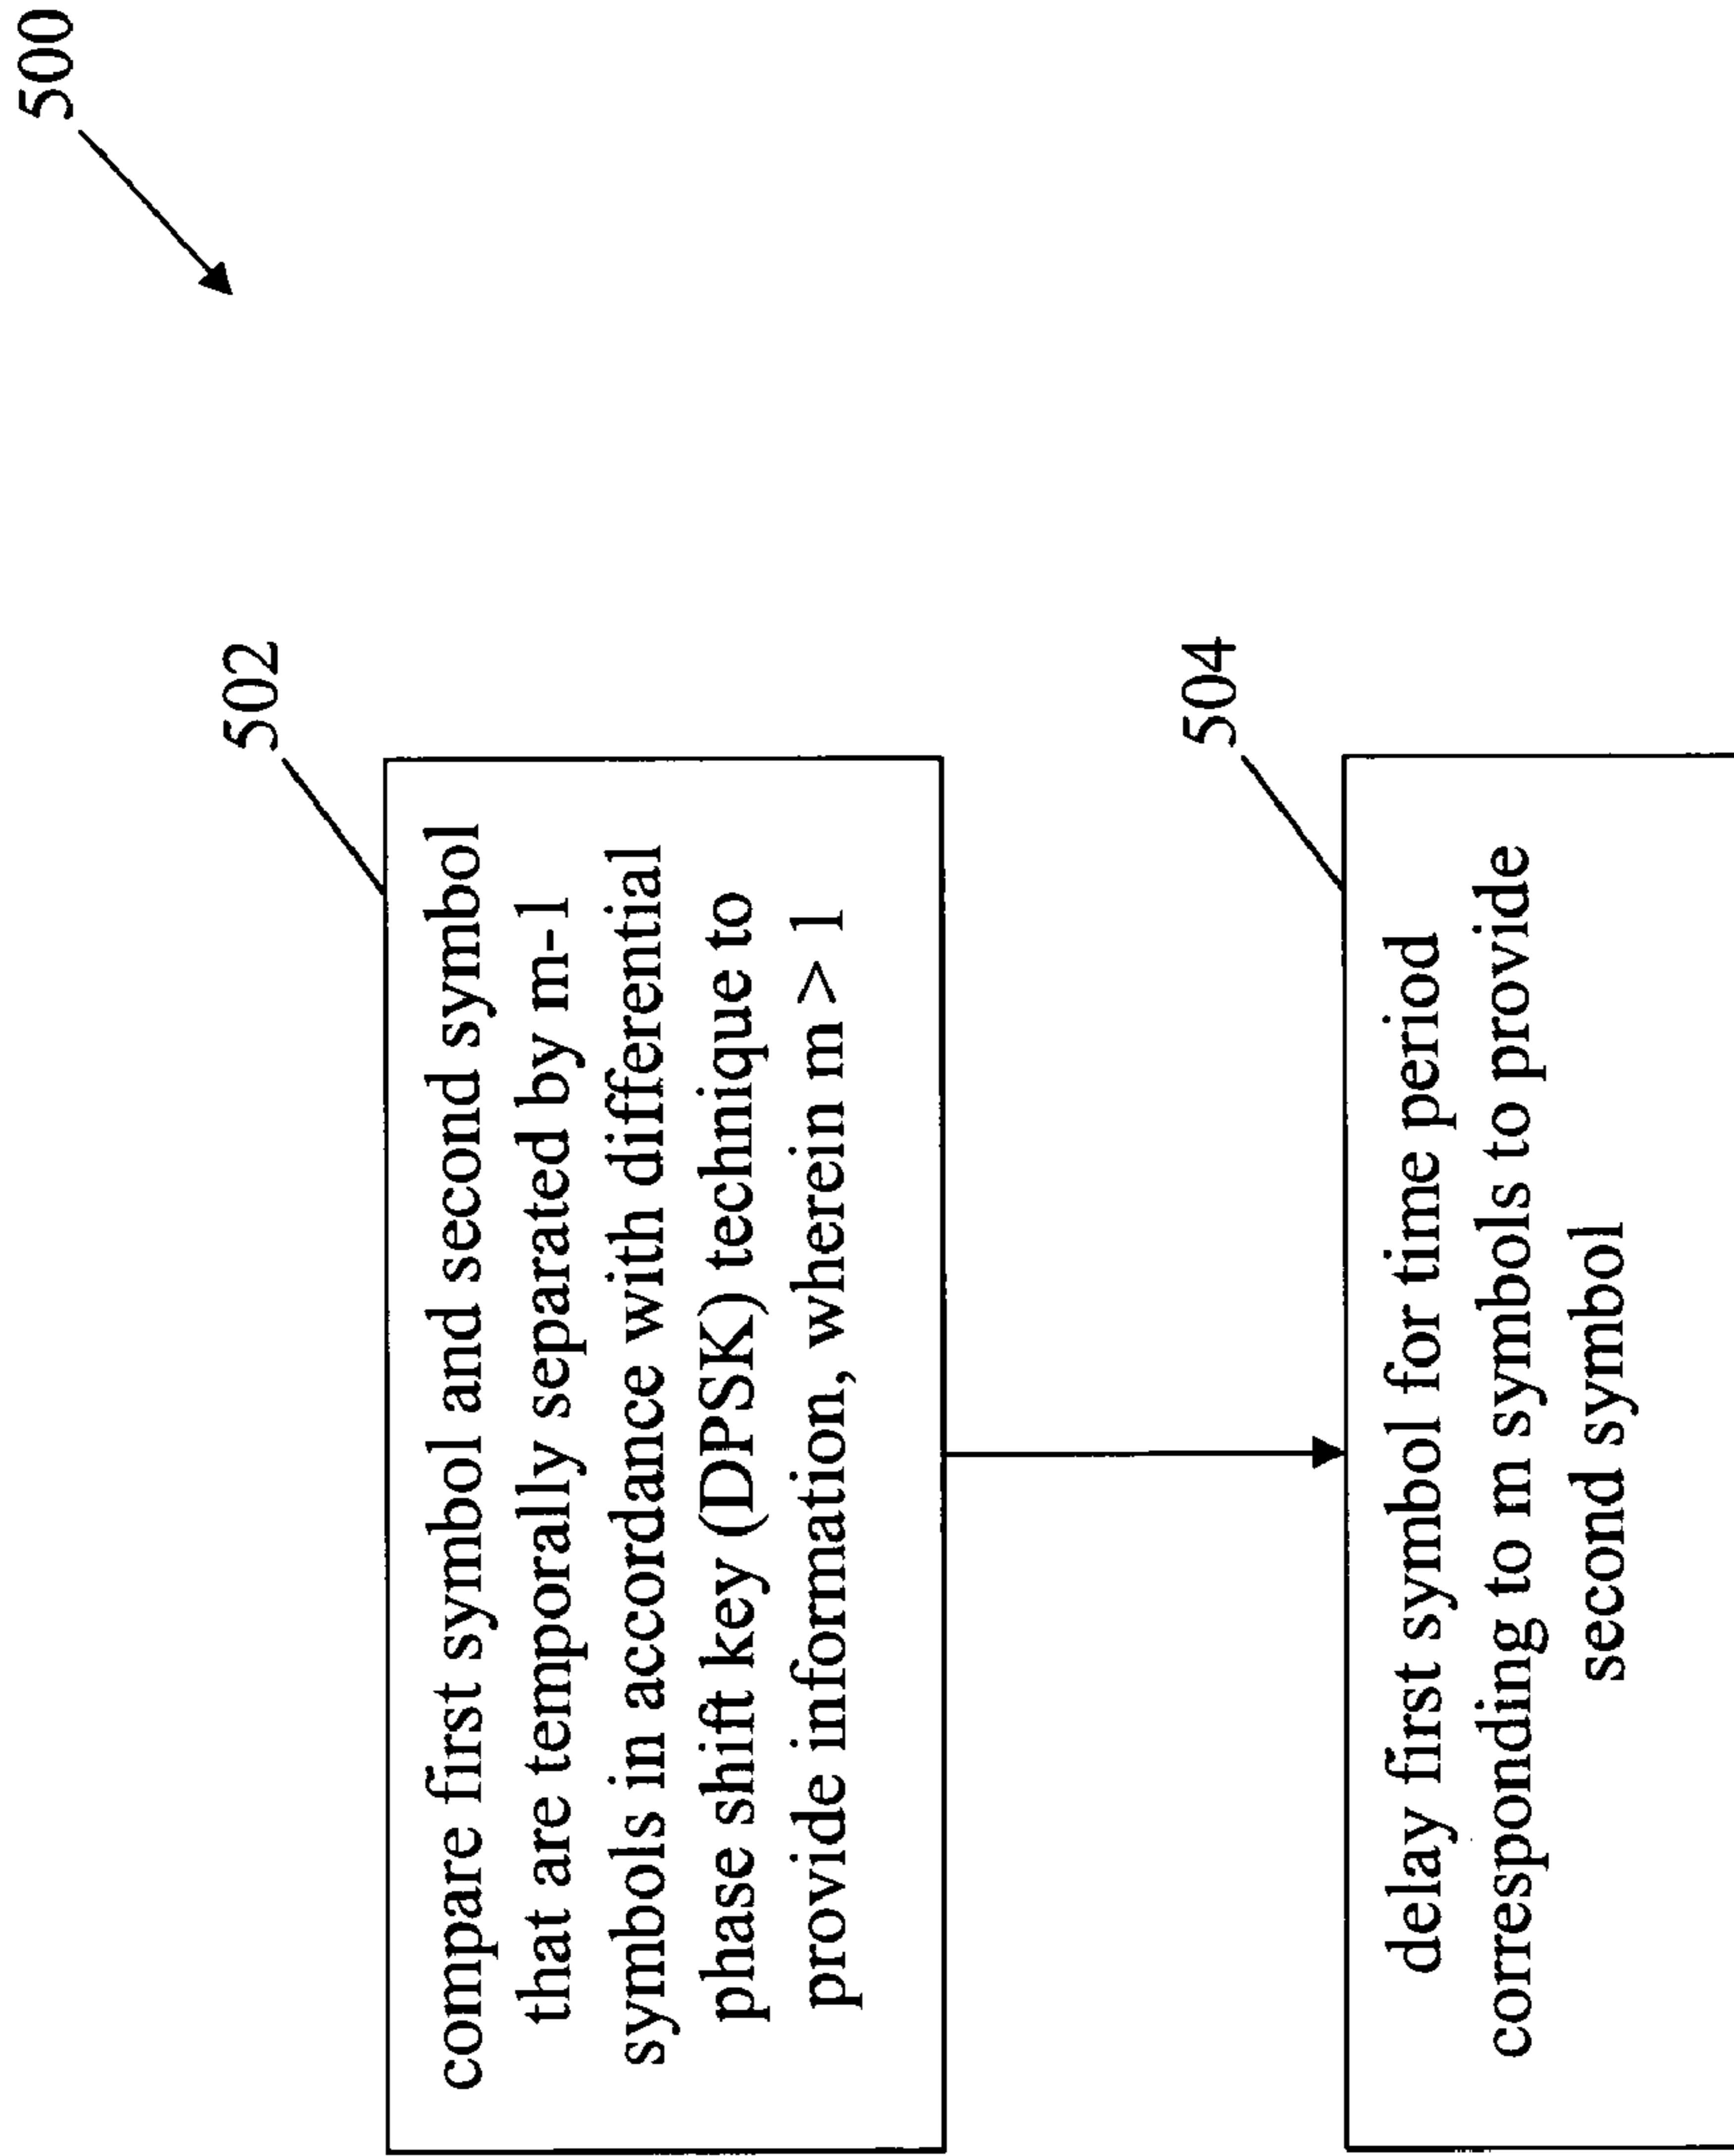 500
502
compare first symbol and second symbol
that are temporally separated by m-1
symbols in accordance with differential
phase shift key (DPSK) technique to
provide information, wherein m > 1
504
delay first symbol for time period
corresponding to m symbols to provide
second symbol